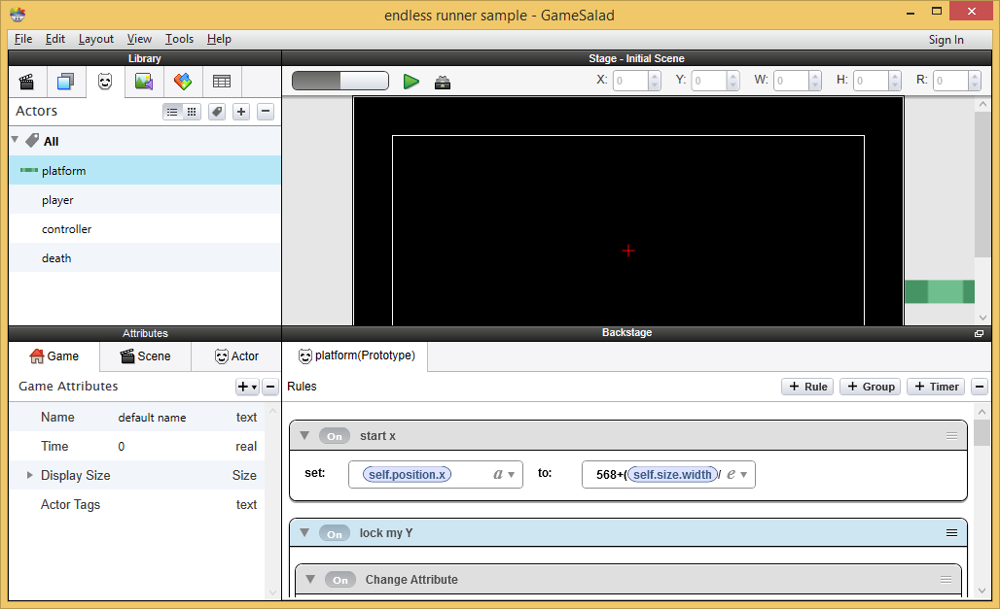 endless runner sample - GameSalad
File Edit Layout View Tools Help Sign In
Library
Stage - Initial Scene
X: 0 Y: 0 W: 0 H: 0 R: 0
Actors
All
platform
player
controller
death
Attributes
Backstage
Game Scene Actor
platform(Prototype)
Game Attributes
Rules
+ Rule + Group + Timer
Name default name text
Time 0 real
Display Size Size
Actor Tags text
On start x
set: self.position.x a to: 568+(self.size.width/ e
On lock my Y
On Change Attribute